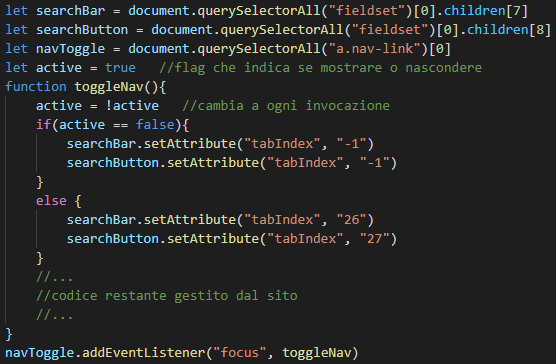 let searchBar = document.querySelectorAll("fieldset")[0].children[7]
let searchButton = document.querySelectorAll("fieldset")[0].children[8]
let navToggle = document.querySelectorAll("a.nav-link")[0]
let active = true   //flag che indica se mostrare o nascondere
function toggleNav(){
    active = !active   //cambia a ogni invocazione
    if(active == false){
        searchBar.setAttribute("tabIndex", "-1")
        searchButton.setAttribute("tabIndex", "-1")
    }
    else {
        searchBar.setAttribute("tabIndex", "26")
        searchButton.setAttribute("tabIndex", "27")
    }
    //...
    //codice restante gestito dal sito
    //...
}
navToggle.addEventListener("focus", toggleNav)